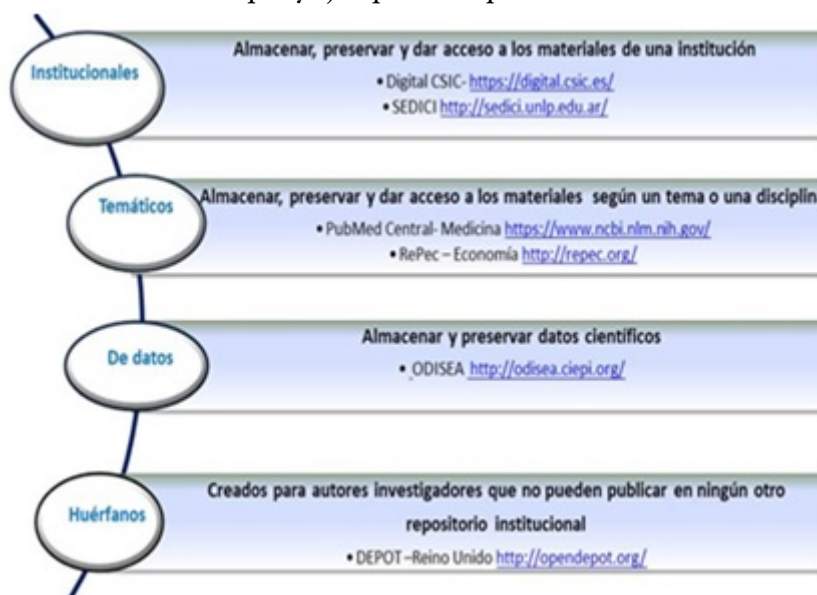 Institucionales
Almacenar, preservar y dar acceso a los materiales de una institución
• Digital CSIC- https://digital.csic.es/
• SEDICI http://sedici.unlp.edu.ar/
Temáticos
Almacenar, preservar y dar acceso a los materiales según un tema o una disciplin
• PubMed Central- Medicina https://www.ncbi.nlm.nih.gov/
• RePec – Economía http://repec.org/
De datos
Almacenar y preservar datos científicos
• ODISEA http://odisea.ciepi.org/
Huérfanos
Creados para autores investigadores que no pueden publicar en ningún otro
repositorio institucional
• DEPOT –Reino Unido http://opendepot.org/